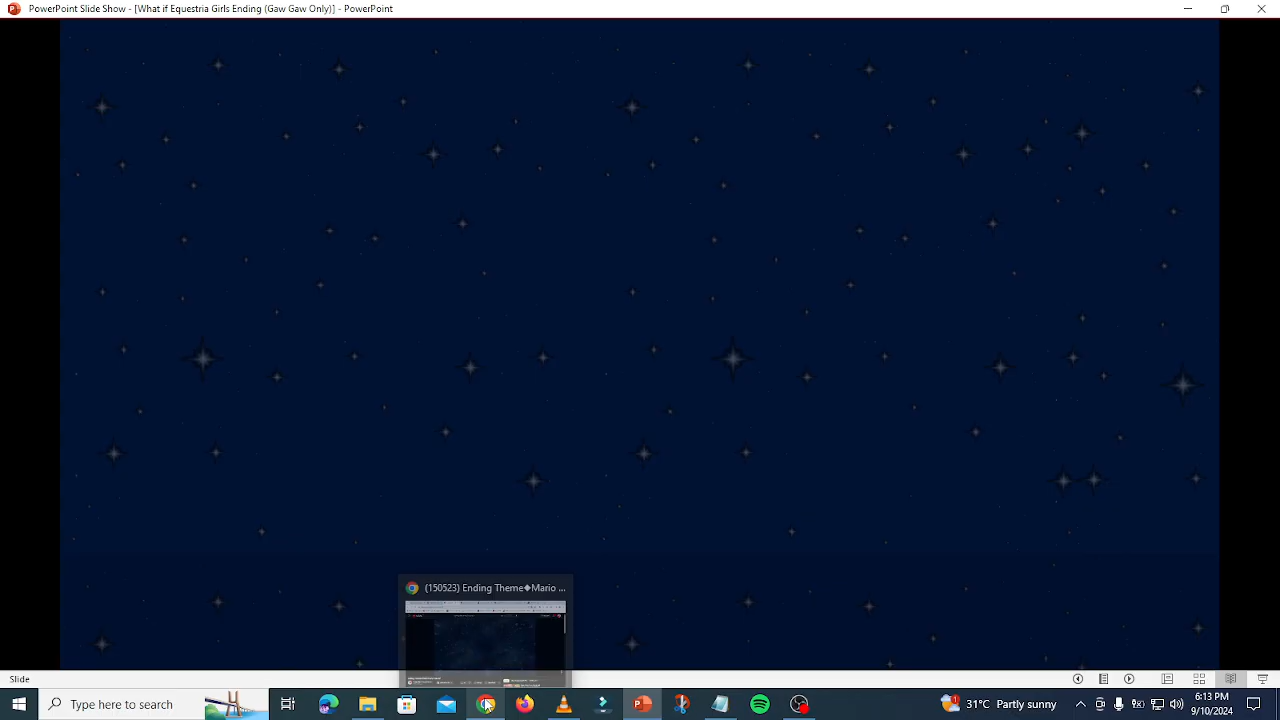 PowerPoint Slide Show - [What if Equestria Girls Ending (Gaw Gaw Only)] - PowerPoint
(150523) Ending Theme◆Mario ...
Slide
Type here to search
31°C Partly sunny
6:13 PM
9/10/2024